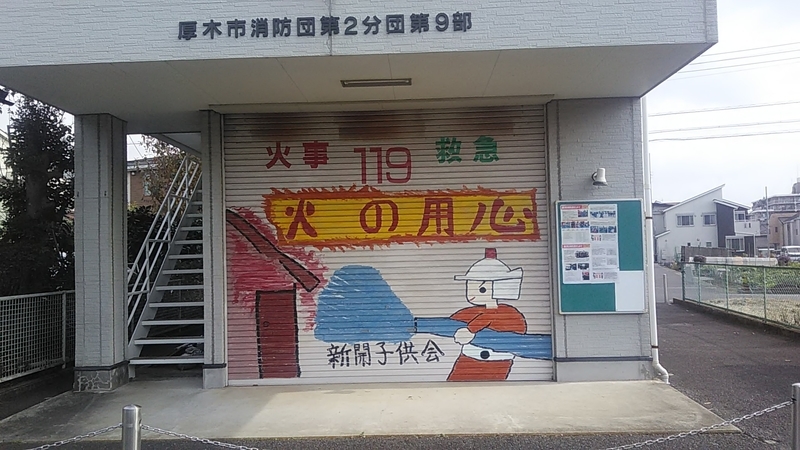 厚木市消防団第2分団第9部
火事 119 救急
火の用心
新開子供会